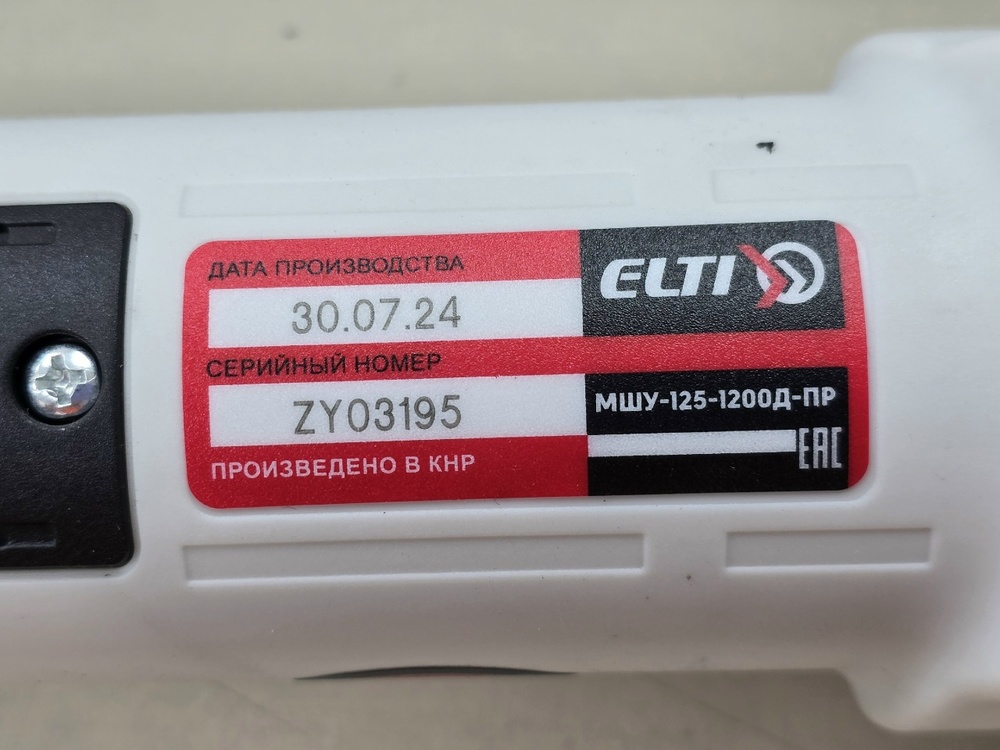 ДАТА ПРОИЗВОДСТВА
30.07.24
СЕРИЙНЫЙ НОМЕР
ZY03195
ПРОИЗВЕДЕНО В КНР
ELTI
МШУ-125-1200Д-ПР
EAC